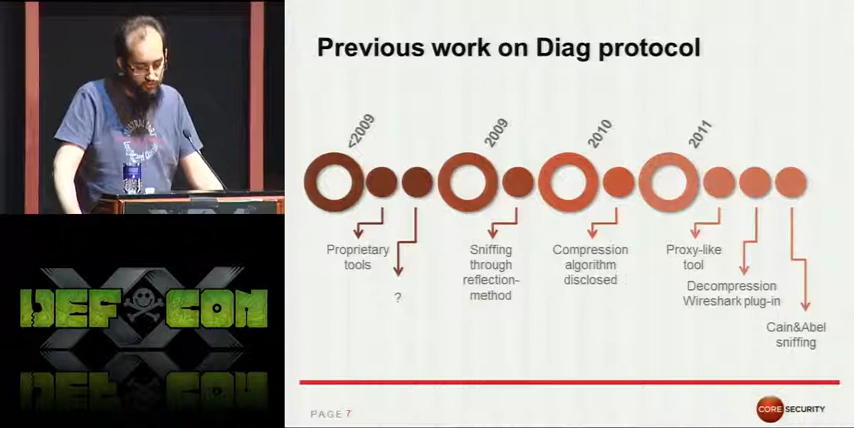 Previous work on Diag protocol
<2009
2009
2010
2011
Proprietary
tools
?
Sniffing
through
reflection-
method
Compression
algorithm
disclosed
Proxy-like
tool
Decompression
Wireshark plug-in
Cain&Abel
sniffing
DEF CON
XX
PAGE 7
CORE SECURITY